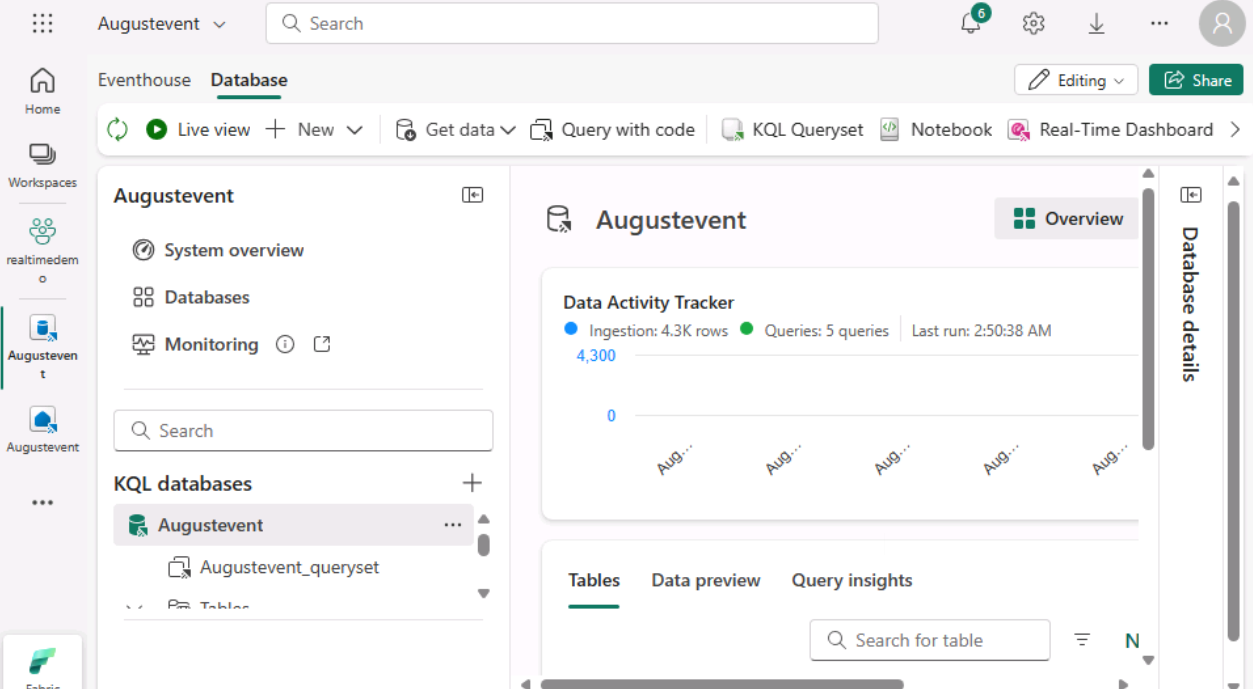 Augustevent
Search
6
Home
Workspaces
realtimedem
o
Augusteven
t
Augustevent
Fabric
Eventhouse Database
Editing
Share
Live view New Get data Query with code KQL Queryset Notebook Real-Time Dashboard
Augustevent
System overview
Databases
Monitoring
Search
KQL databases
Augustevent
Augustevent_queryset
Tables
Augustevent
Overview
Data Activity Tracker
Ingestion: 4.3K rows Queries: 5 queries Last run: 2:50:38 AM
4,300
0
Aug... Aug... Aug... Aug... Aug...
Tables Data preview Query insights
Search for table
N
Database details